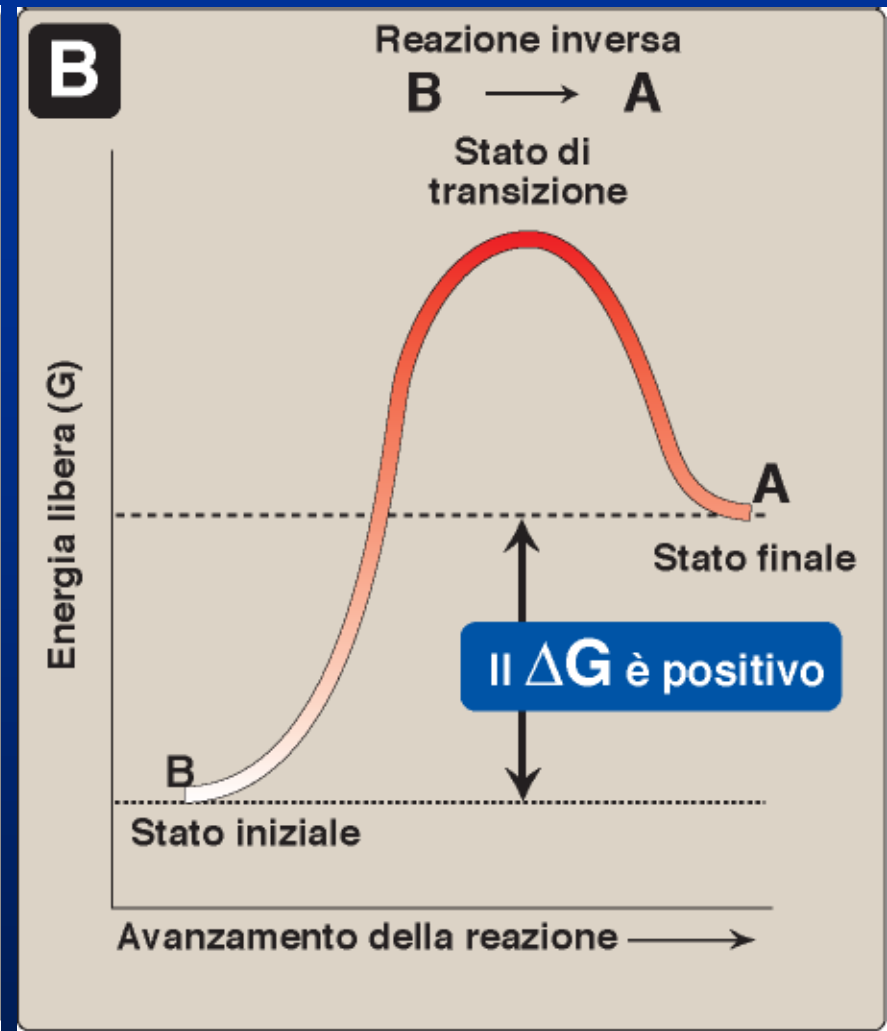 B
Reazione inversa
B → A
Stato di
transizione
Energia libera (G)
A
Stato finale
Il ΔG è positivo
B
Stato iniziale
Avanzamento della reazione →